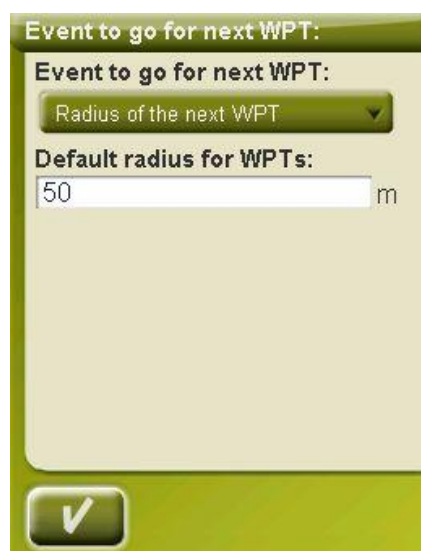 Event to go for next WPT:
Event to go for next WPT:
Radius of the next WPT
Default radius for WPTs:
50 m